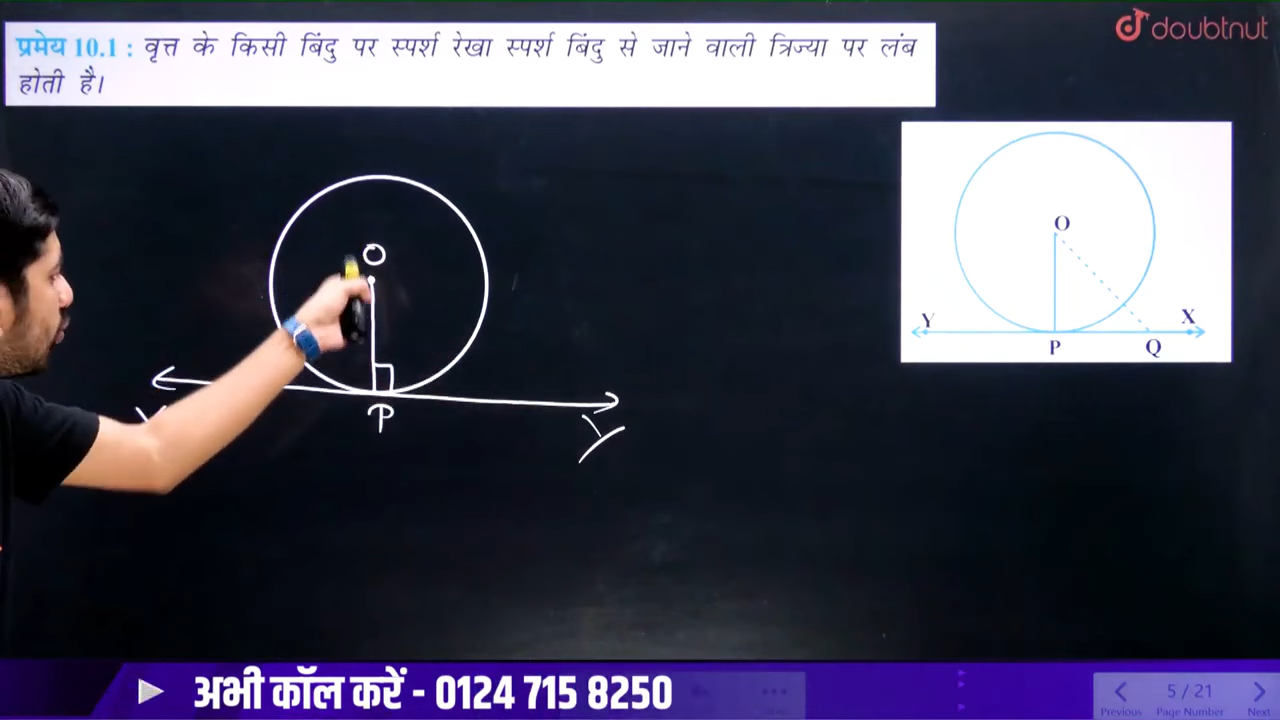 प्रमेय 10.1 : वृत्त के किसी बिंदु पर स्पर्श रेखा स्पर्श बिंदु से जाने वाली त्रिज्या पर लंब
होती है।
doubtnut
O
P
Y
O
Y
X
P
Q
अभी कॉल करें - 0124 715 8250
5 / 21
Previous
Page Number
Next